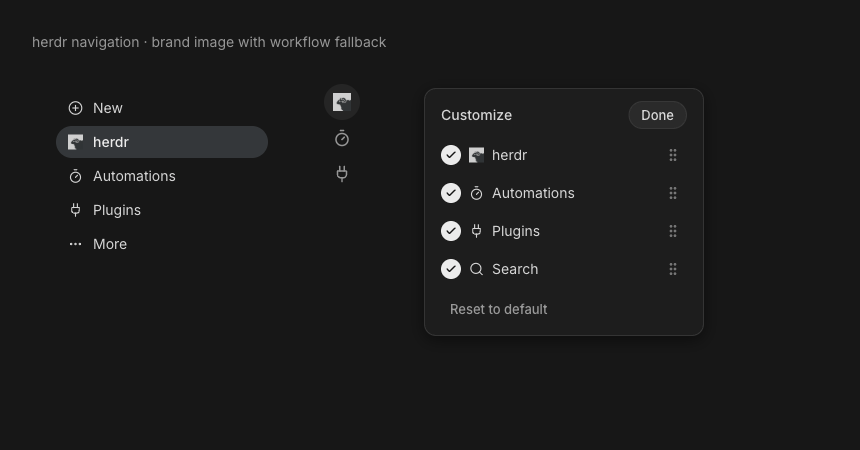 herdr navigation · brand image with workflow fallback
New
herdr
Automations
Plugins
More
Customize
Done
herdr
Automations
Plugins
Search
Reset to default